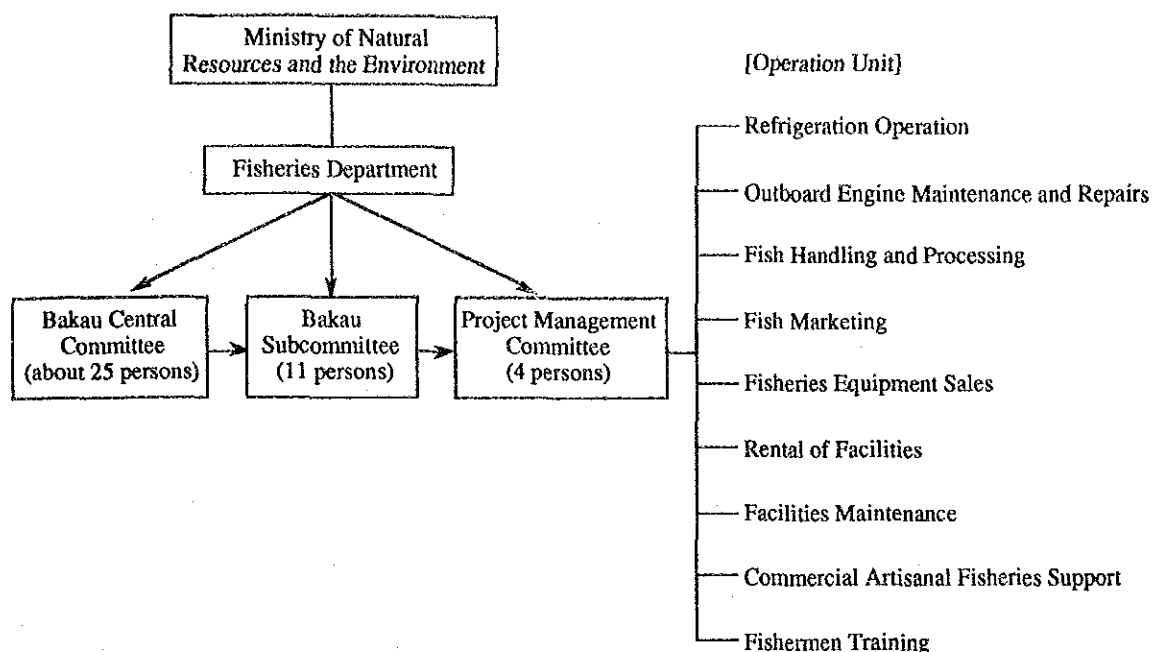 Ministry of Natural
Resources and the Environment
[Operation Unit]
Refrigeration Operation
Fisheries Department
Outboard Engine Maintenance and Repairs
Fish Handling and Processing
Bakau Central
Committee
(about 25 persons)
Bakau
Subcommittee
(11 persons)
Project Management
Committee
(4 persons)
Fish Marketing
Fisheries Equipment Sales
Rental of Facilities
Facilities Maintenance
Commercial Artisanal Fisheries Support
Fishermen Training